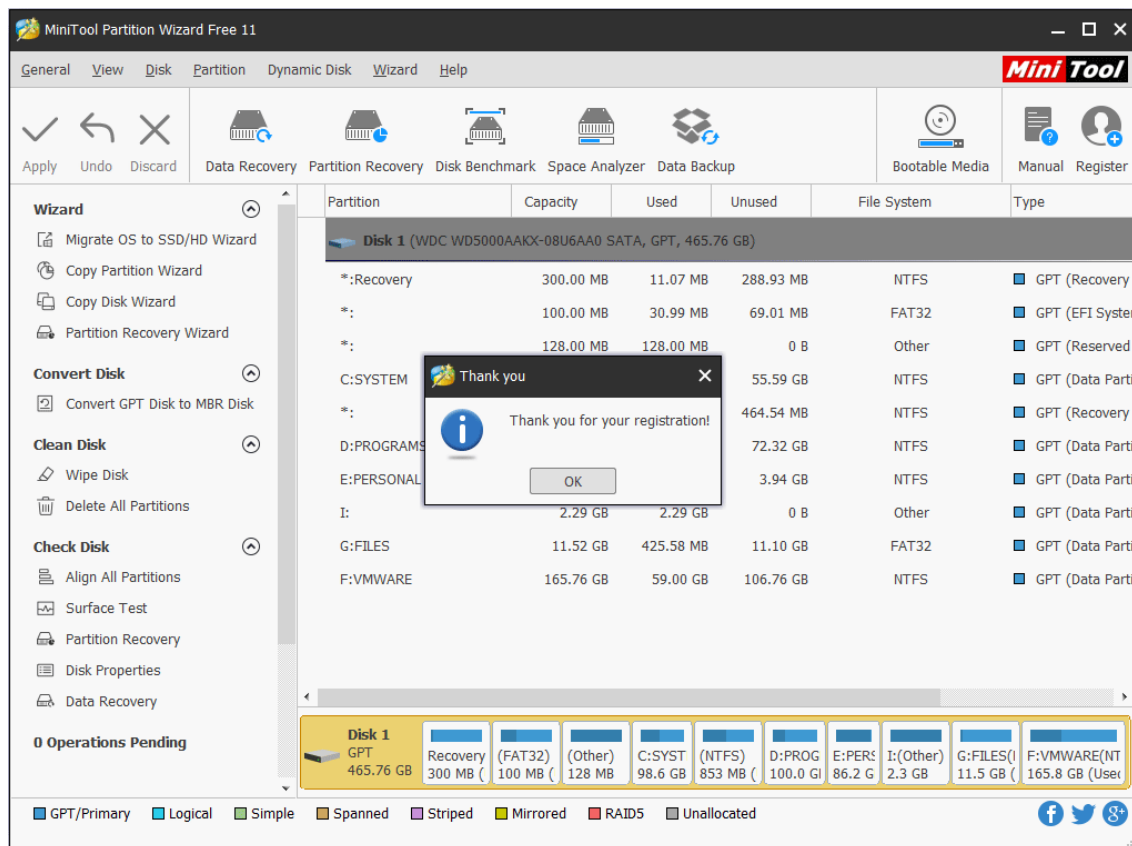 MiniTool Partition Wizard Free 11
General View Disk Partition Dynamic Disk Wizard Help
Mini Tool
Apply Undo Discard Data Recovery Partition Recovery Disk Benchmark Space Analyzer Data Backup Bootable Media Manual Register
Wizard
Migrate OS to SSD/HD Wizard
Copy Partition Wizard
Copy Disk Wizard
Partition Recovery Wizard
Convert Disk
Convert GPT Disk to MBR Disk
Clean Disk
Wipe Disk
Delete All Partitions
Check Disk
Align All Partitions
Surface Test
Partition Recovery
Disk Properties
Data Recovery
0 Operations Pending
Partition Capacity Used Unused File System Type
Disk 1 (WDC WD5000AAKX-08U6AA0 SATA, GPT, 465.76 GB)
*:Recovery 300.00 MB 11.07 MB 288.93 MB NTFS GPT (Recovery
*: 100.00 MB 30.99 MB 69.01 MB FAT32 GPT (EFI System
*: 128.00 MB 128.00 MB 0 B Other GPT (Reserved
C:SYSTEM 55.59 GB NTFS GPT (Data Parti
*: 464.54 MB NTFS GPT (Recovery
D:PROGRAMS 72.32 GB NTFS GPT (Data Parti
E:PERSONAL 3.94 GB NTFS GPT (Data Parti
I: 2.29 GB 2.29 GB 0 B Other GPT (Data Parti
G:FILES 11.52 GB 425.58 MB 11.10 GB FAT32 GPT (Data Parti
F:VMWARE 165.76 GB 59.00 GB 106.76 GB NTFS GPT (Data Parti
Thank you
Thank you for your registration!
OK
Disk 1
GPT
465.76 GB
Recovery
300 MB (
(FAT32)
100 MB (
(Other)
128 MB
C:SYST
98.6 GB
(NTFS)
853 MB (
D:PROG
100.0 GI
E:PERS
86.2 G
I:(Other)
2.3 GB
G:FILES(I
11.5 GB (
F:VMWARE(NT
165.8 GB (Used
GPT/Primary Logical Simple Spanned Striped Mirrored RAID5 Unallocated